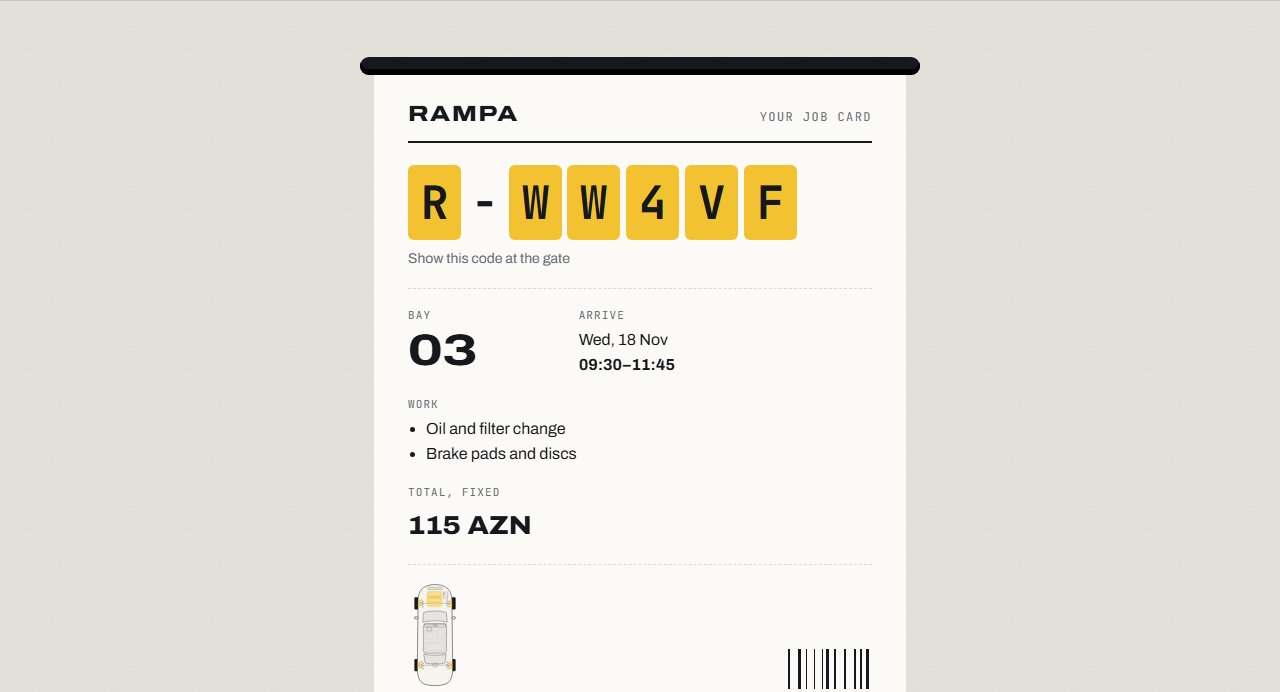 RAMPA
YOUR JOB CARD
R-WW4VF
Show this code at the gate
BAY
03
ARRIVE
Wed, 18 Nov
09:30–11:45
WORK
• Oil and filter change
• Brake pads and discs
TOTAL, FIXED
115 AZN